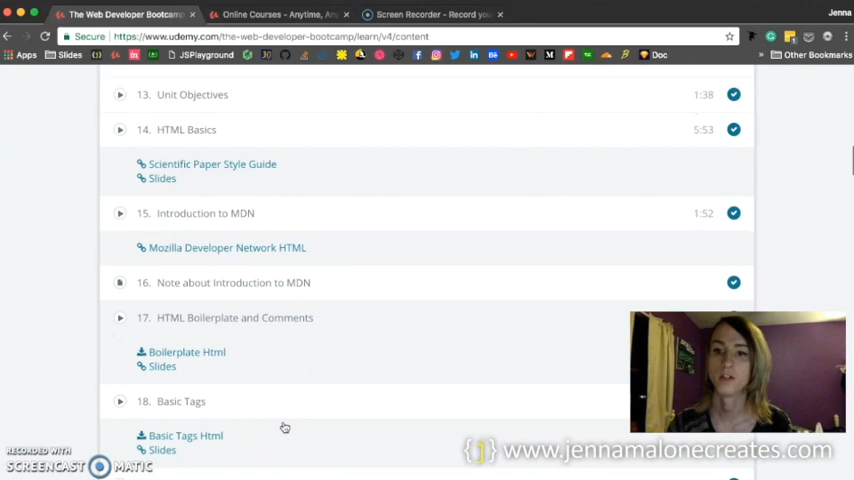 The Web Developer Bootcamp
Online Courses - Anytime, Any
Screen Recorder - Record you
Jenna
Secure
https://www.udemy.com/the-web-developer-bootcamp/learn/v4/content
Apps
Slides
JSPlayground
Doc
» Other Bookmarks
13. Unit Objectives
1:38
14. HTML Basics
5:53
Scientific Paper Style Guide
Slides
15. Introduction to MDN
1:52
Mozilla Developer Network HTML
16. Note about Introduction to MDN
17. HTML Boilerplate and Comments
Boilerplate Html
Slides
18. Basic Tags
Basic Tags Html
Slides
{j} www.jennamalonecreates.com
RECORDED WITH
SCREENCAST MATIC